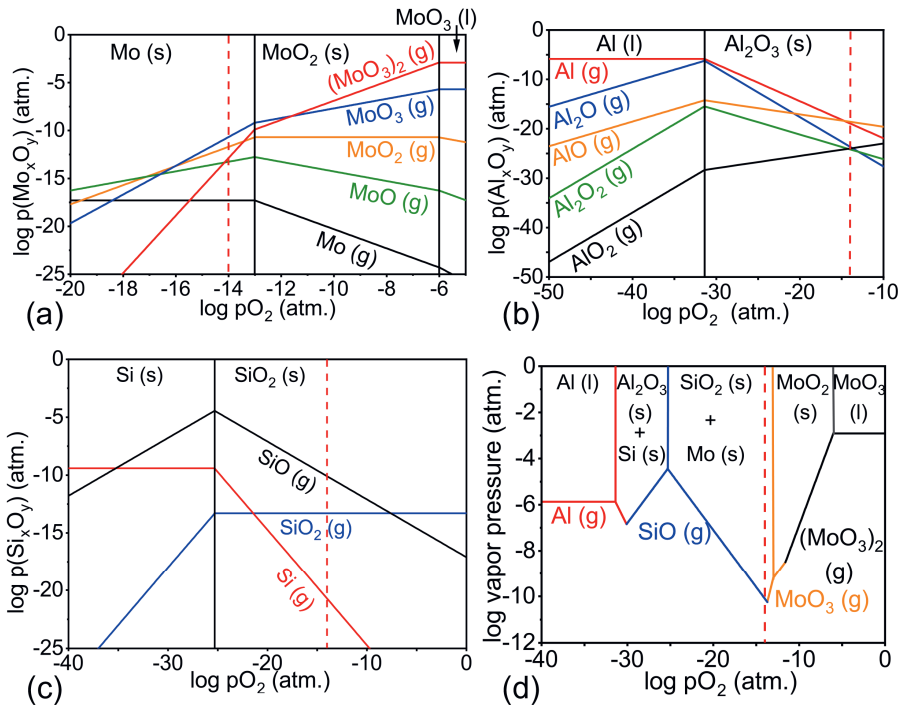 MoO3 (l)
Mo (s)
MoO2 (s)
(MoO3)2 (g)
MoO3 (g)
MoO2 (g)
MoO (g)
Mo (g)
log p(MoxOy) (atm.)
0
-5
-10
-15
-20
-25
-20 -18 -16 -14 -12 -10 -8 -6
log pO2 (atm.)
(a)
Al (l)
Al2O3 (s)
Al (g)
Al2O (g)
AlO (g)
Al2O2 (g)
AlO2 (g)
log p(AlxOy) (atm.)
0
-10
-20
-30
-40
-50
-50 -40 -30 -20 -10
log pO2 (atm.)
(b)
Si (s)
SiO2 (s)
SiO (g)
SiO2 (g)
Si (g)
log p(SixOy) (atm.)
0
-5
-10
-15
-20
-25
-40 -30 -20 -10 0
log pO2 (atm.)
(c)
Al (l)
Al2O3
(s)
+
Si (s)
SiO2 (s)
+
Mo (s)
MoO2
(s)
MoO3
(l)
Al (g)
SiO (g)
(MoO3)2
(g)
MoO3 (g)
log vapor pressure (atm.)
0
-2
-4
-6
-8
-10
-12
-40 -30 -20 -10 0
log pO2 (atm.)
(d)